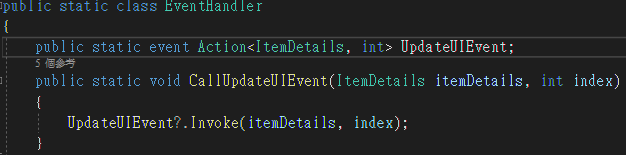 public static class EventHandler
{
public static event Action<ItemDetails, int> UpdateUIEvent;
5 個參考
public static void CallUpdateUIEvent(ItemDetails itemDetails, int index)
{
UpdateUIEvent?.Invoke(itemDetails, index);
}